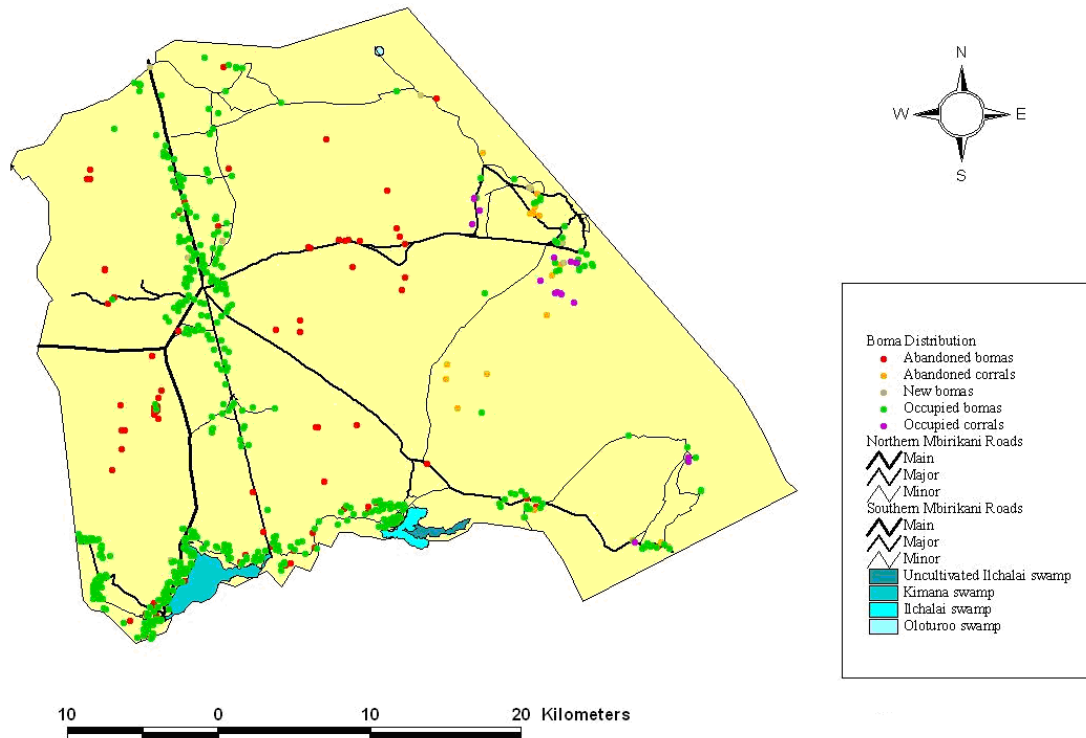 N
W E
S
Boma Distribution
Abandoned bomas
Abandoned corrals
New bomas
Occupied bomas
Occupied corrals
Northern Mbirikani Roads
Main
Major
Minor
Southern Mbirikani Roads
Main
Major
Minor
Uncultivated Ilchalai swamp
Kimana swamp
Ilchalai swamp
Oloturoo swamp
10 0 10 20 Kilometers